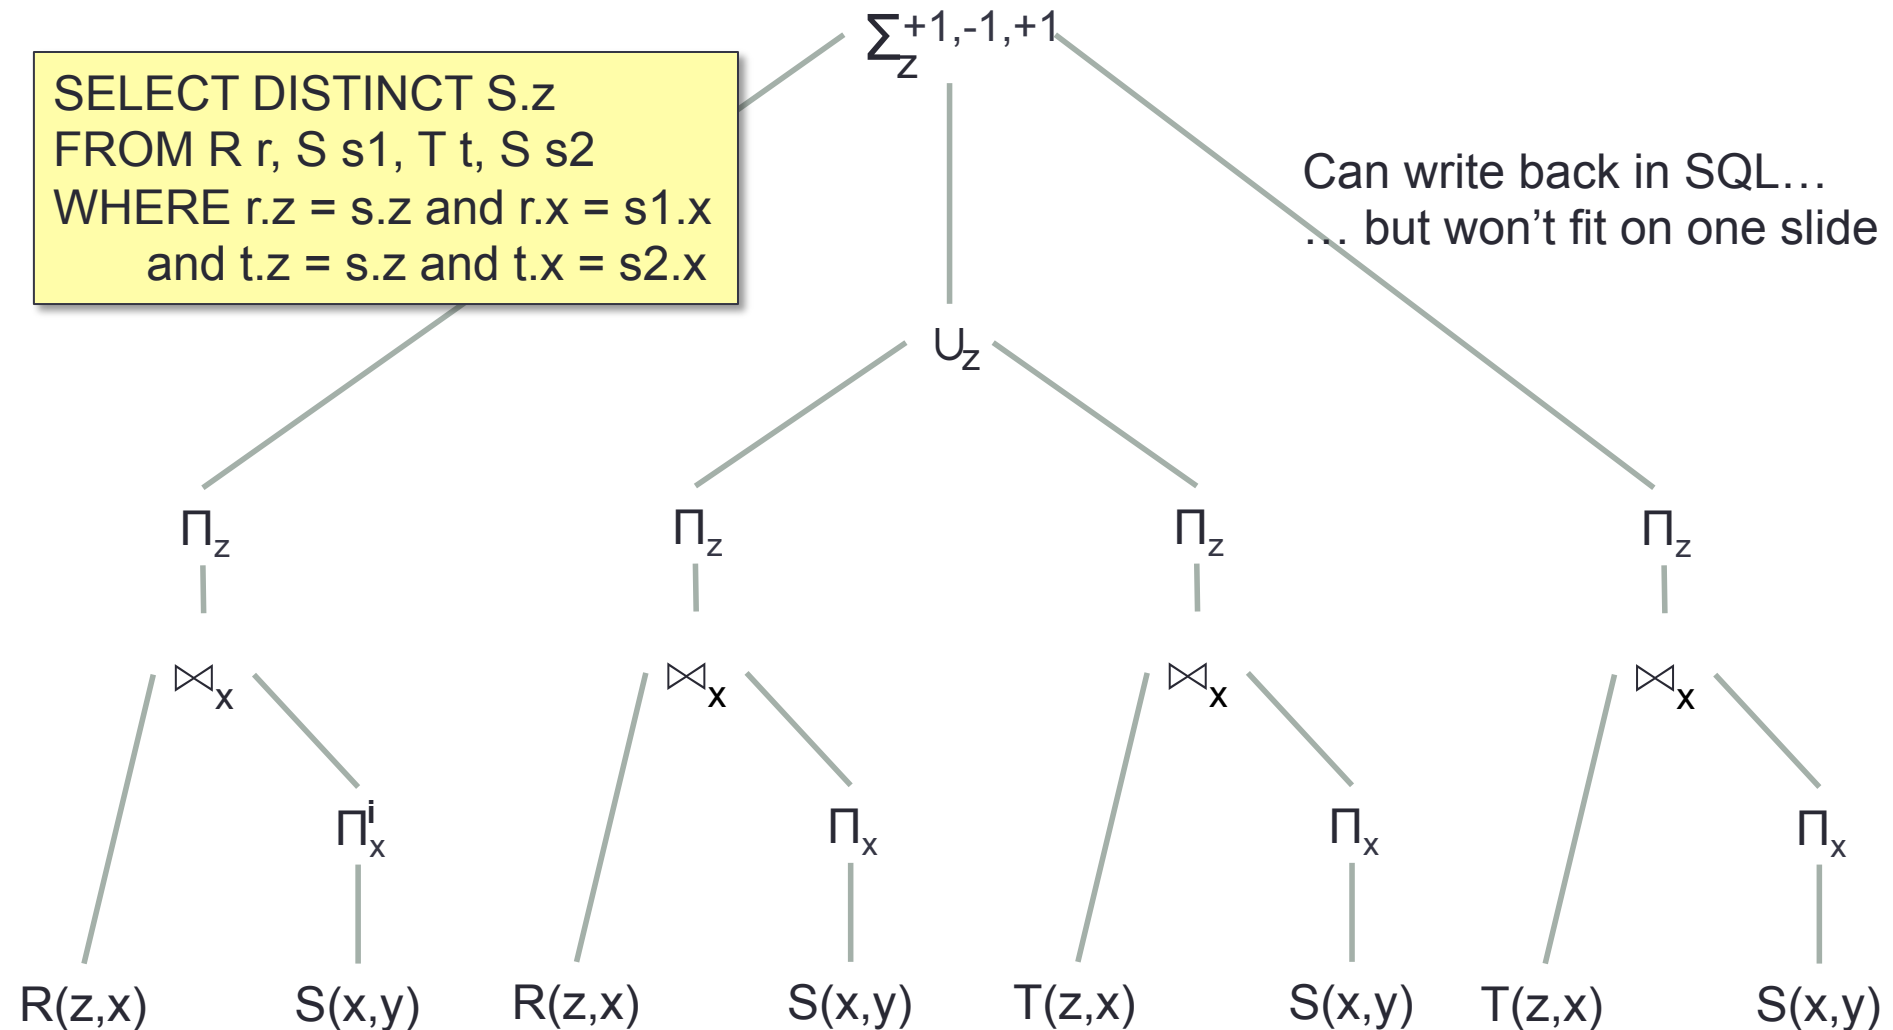 ∑z+1,-1,+1
SELECT DISTINCT S.z
FROM R r, S s1, T t, S s2
WHERE r.z = s.z and r.x = s1.x
and t.z = s.z and t.x = s2.x
Can write back in SQL…
… but won’t fit on one slide
∪z
Πz Πz Πz Πz
⋈x ⋈x ⋈x ⋈x
Πix Πx Πx Πx
R(z,x) S(x,y) R(z,x) S(x,y) T(z,x) S(x,y) T(z,x) S(x,y)